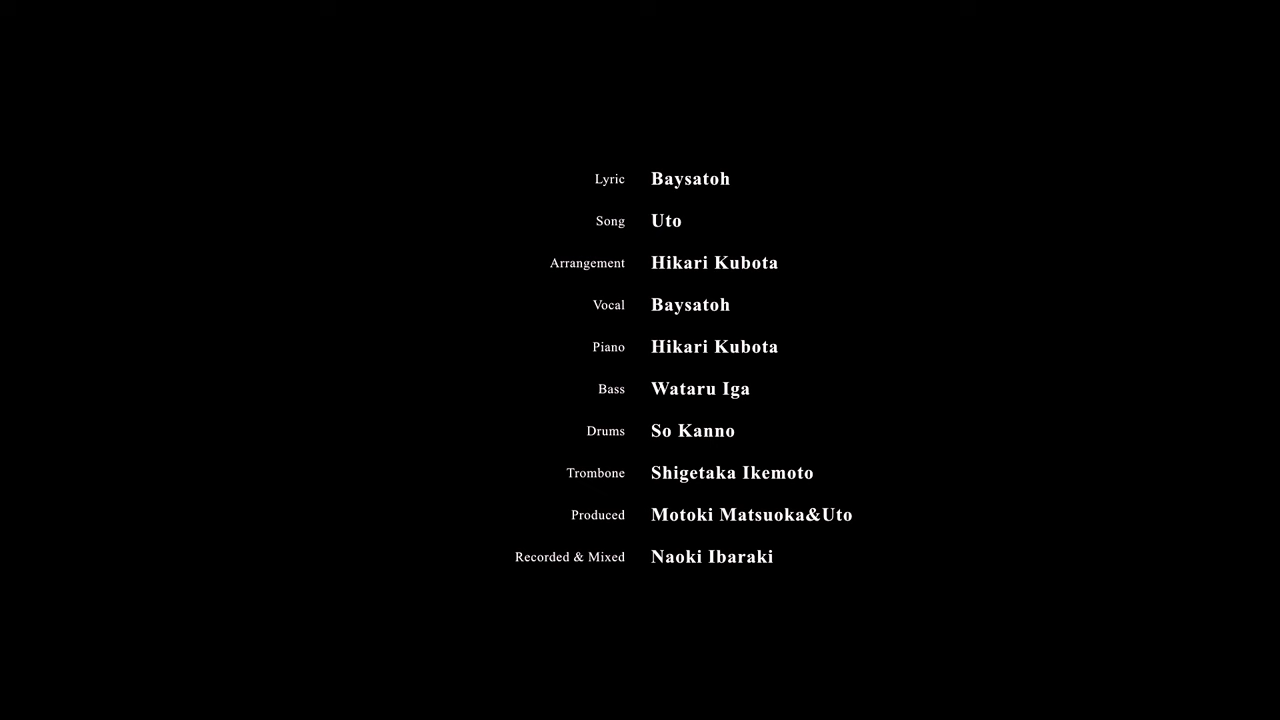 Lyric Baysatoh
Song Uto
Arrangement Hikari Kubota
Vocal Baysatoh
Piano Hikari Kubota
Bass Wataru Iga
Drums So Kanno
Trombone Shigetaka Ikemoto
Produced Motoki Matsuoka&Uto
Recorded & Mixed Naoki Ibaraki